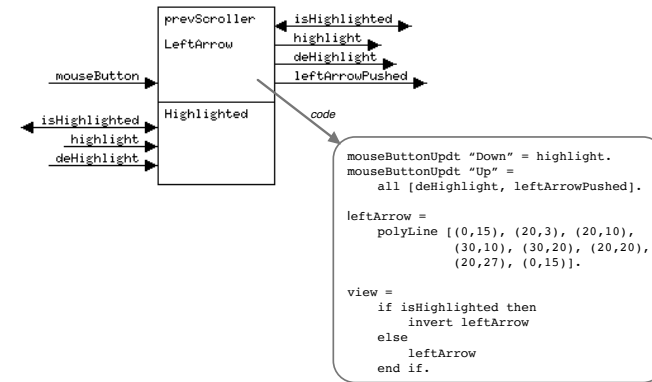 prevScroller
isHighlighted
LeftArrow
highlight
deHighlight
mouseButton
leftArrowPushed
isHighlighted
Highlighted
highlight
deHighlight
code
mouseButtonUpdt “Down” = highlight.
mouseButtonUpdt “Up” =
all [deHighlight, leftArrowPushed].
leftArrow =
polyLine [(0,15), (20,3), (20,10),
(30,10), (30,20), (20,20),
(20,27), (0,15)].
view =
if isHighlighted then
invert leftArrow
else
leftArrow
end if.